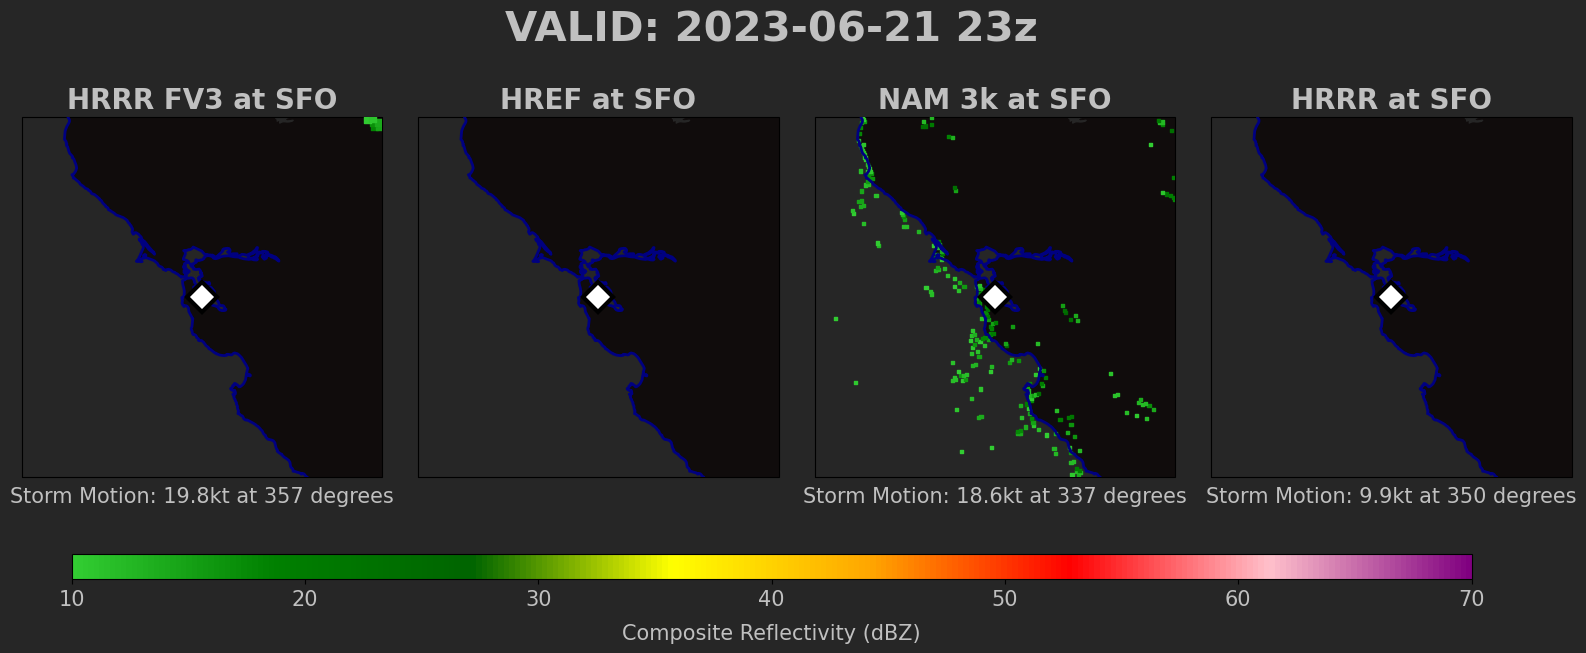 VALID: 2023-06-21 23z
HRRR FV3 at SFO
HREF at SFO
NAM 3k at SFO
HRRR at SFO
Storm Motion: 19.8kt at 357 degrees
Storm Motion: 18.6kt at 337 degrees
Storm Motion: 9.9kt at 350 degrees
10 20 30 40 50 60 70
Composite Reflectivity (dBZ)